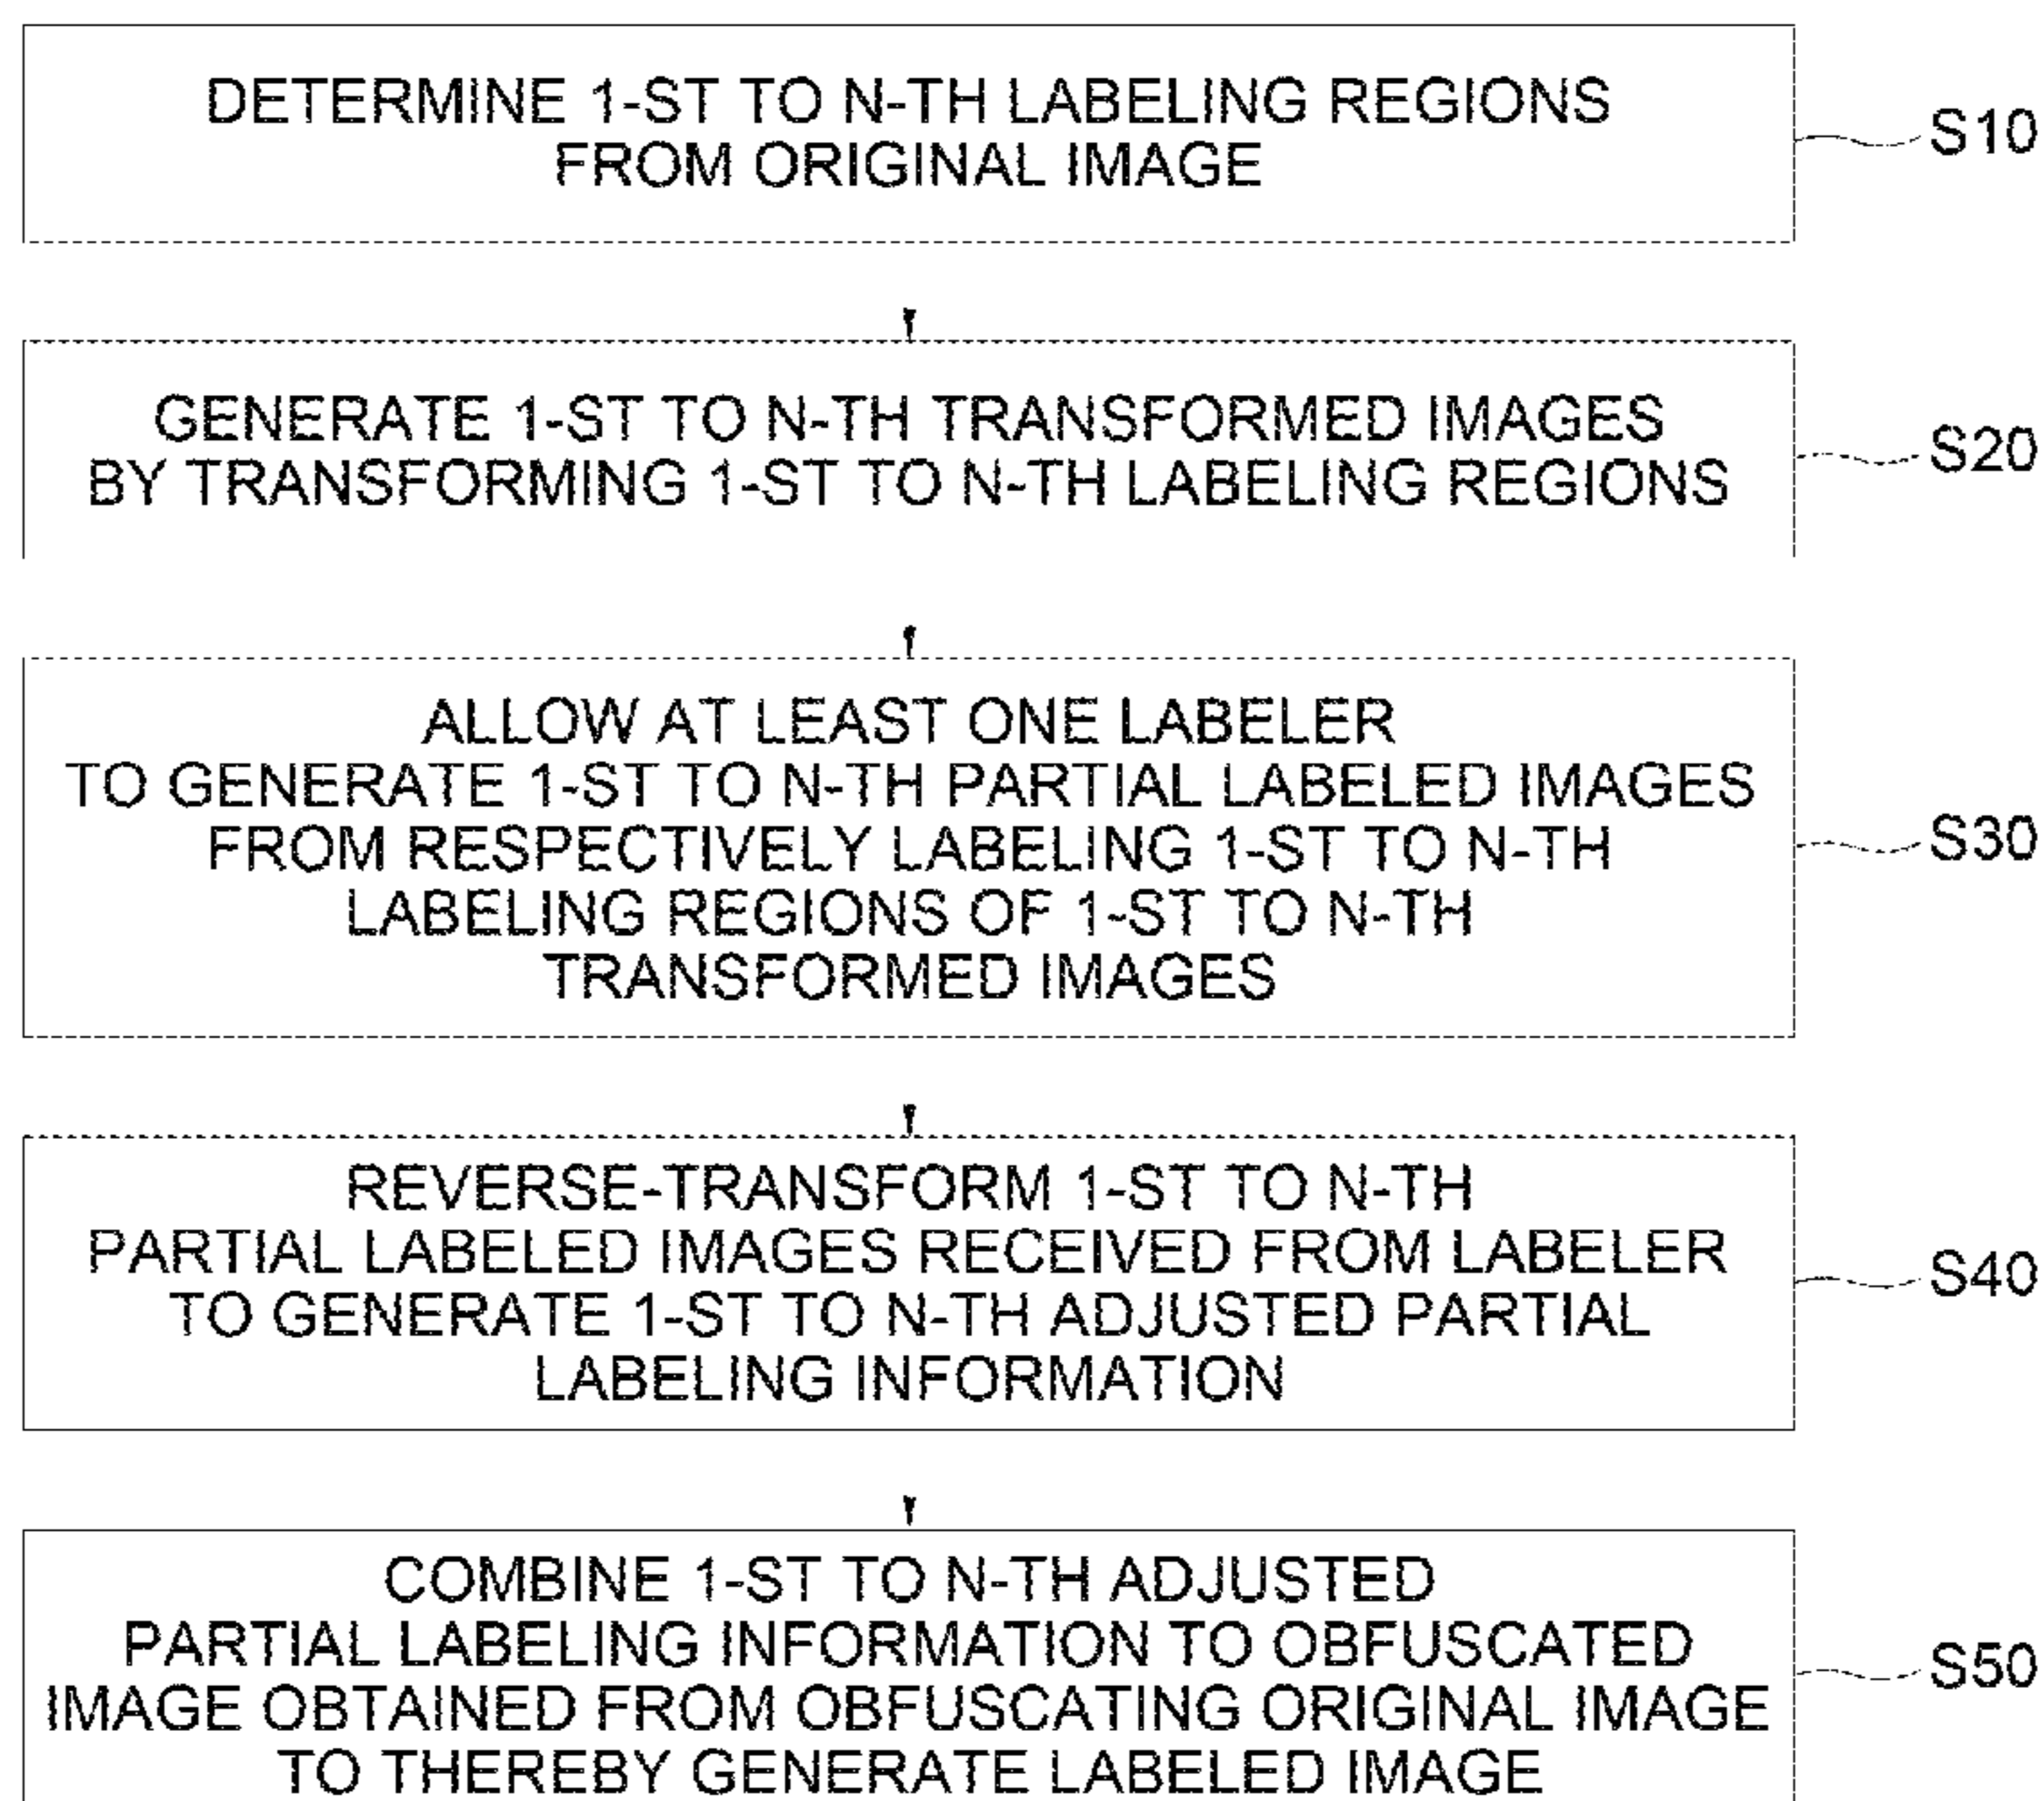 DETERMINE 1-ST TO N-TH LABELING REGIONS
FROM ORIGINAL IMAGE
S10
GENERATE 1-ST TO N-TH TRANSFORMED IMAGES
BY TRANSFORMING 1-ST TO N-TH LABELING REGIONS
S20
ALLOW AT LEAST ONE LABELER
TO GENERATE 1-ST TO N-TH PARTIAL LABELED IMAGES
FROM RESPECTIVELY LABELING 1-ST TO N-TH
LABELING REGIONS OF 1-ST TO N-TH
TRANSFORMED IMAGES
S30
REVERSE-TRANSFORM 1-ST TO N-TH
PARTIAL LABELED IMAGES RECEIVED FROM LABELER
TO GENERATE 1-ST TO N-TH ADJUSTED PARTIAL
LABELING INFORMATION
S40
COMBINE 1-ST TO N-TH ADJUSTED
PARTIAL LABELING INFORMATION TO OBFUSCATED
IMAGE OBTAINED FROM OBFUSCATING ORIGINAL IMAGE
TO THEREBY GENERATE LABELED IMAGE
S50